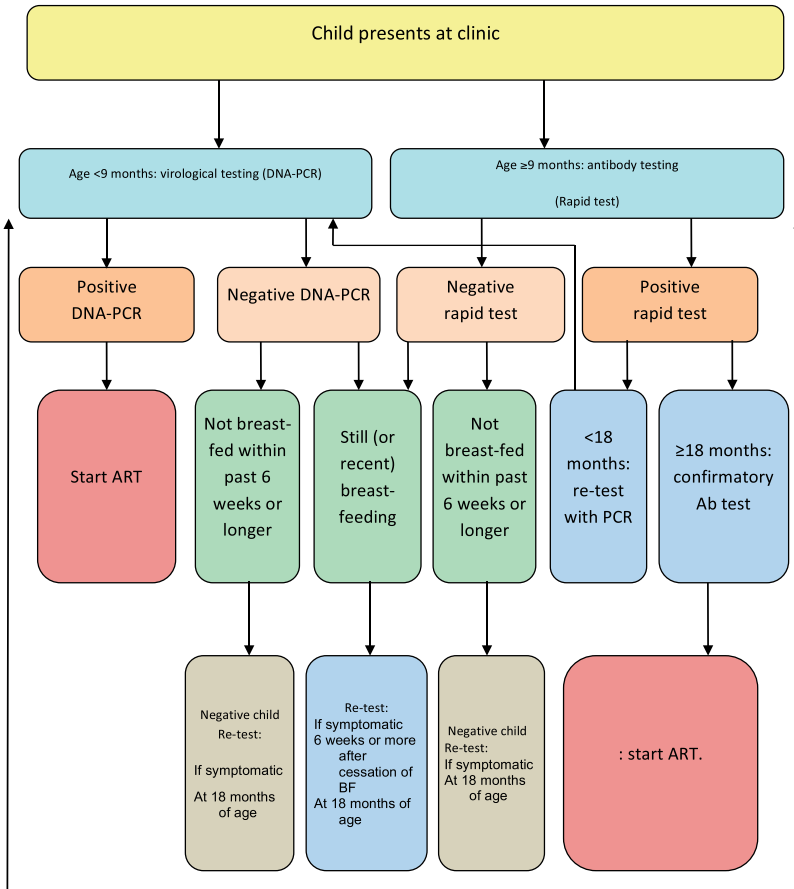 Child presents at clinic
Age <9 months: virological testing (DNA-PCR)
Age ≥9 months: antibody testing
(Rapid test)
Positive
DNA-PCR
Negative DNA-PCR
Negative
rapid test
Positive
rapid test
Start ART
Not breast-
fed within
past 6
weeks or
longer
Still (or
recent)
breast-
feeding
Not
breast-fed
within past
6 weeks or
longer
<18
months:
re-test
with PCR
≥18 months:
confirmatory
Ab test
Negative child
Re-test:
If symptomatic
At 18 months
of age
Re-test:
If symptomatic
6 weeks or more
after
cessation of
BF
At 18 months of
age
Negative child
Re-test:
If symptomatic
At 18 months
of age
: start ART.